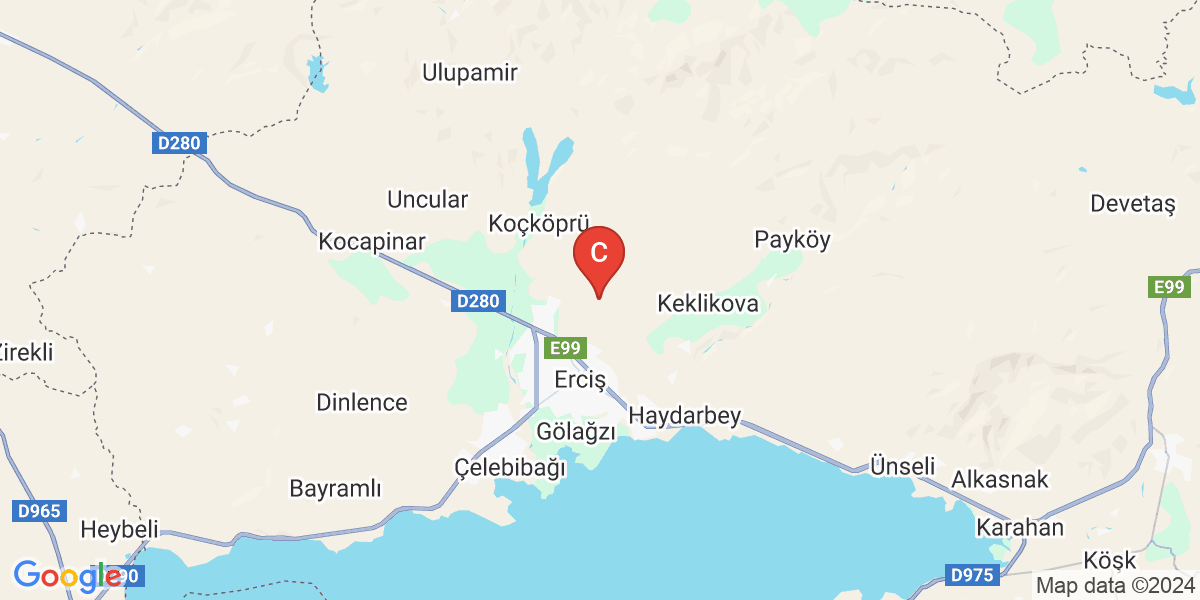 Ulupamir
D280
Uncular
Devetaş
Koçköprü
Kocapinar
Payköy
C
E99
D280
Keklikova
E99
Erciş
Dinlence
Haydarbey
Gölağzı
Çelebibağı
Ünseli
Alkasnak
Bayramlı
D965
Heybeli
Karahan
Köşk
Google
D975
Map data ©2024